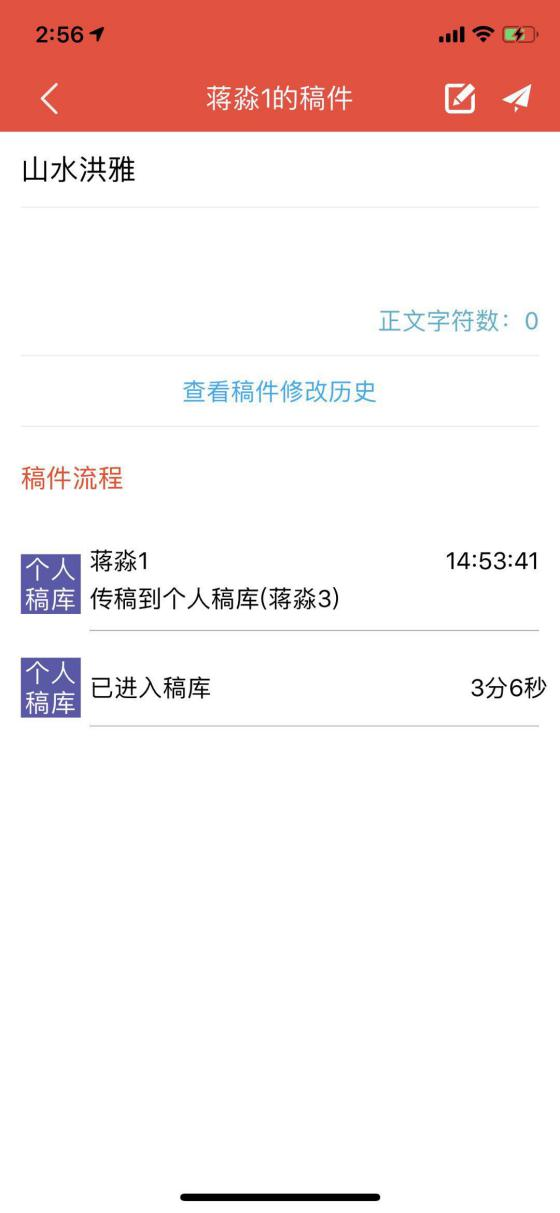 2:56
蒋淼1的稿件
山水洪雅
正文字符数：0
查看稿件修改历史
稿件流程
个人
稿库
蒋淼1
14:53:41
传稿到个人稿库(蒋淼3)
个人
稿库
已进入稿库
3分6秒